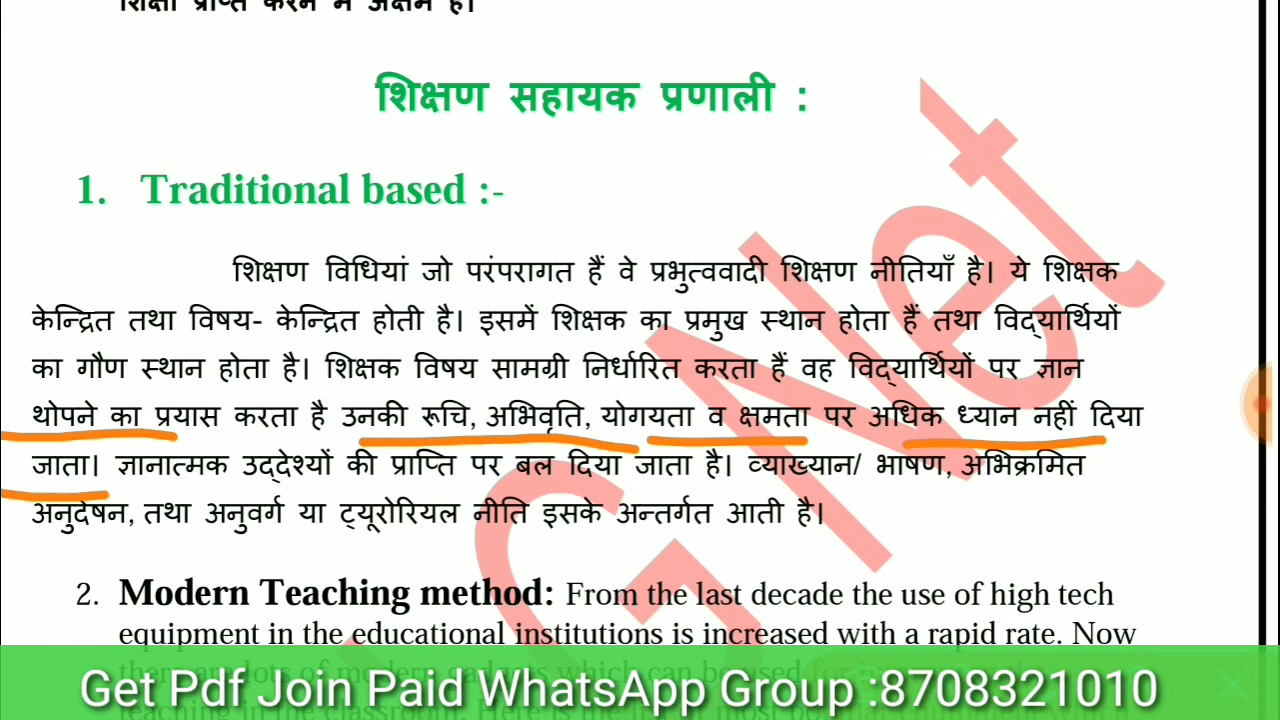 शिक्षा प्राप्त करने में अक्षम है।
शिक्षण सहायक प्रणाली :
1. Traditional based :-
शिक्षण विधियां जो परंपरागत हैं वे प्रभुत्ववादी शिक्षण नीतियाँ है। ये शिक्षक
केन्द्रित तथा विषय- केन्द्रित होती है। इसमें शिक्षक का प्रमुख स्थान होता हैं तथा विद्यार्थियों
का गौण स्थान होता है। शिक्षक विषय सामग्री निर्धारित करता हैं वह विद्यार्थियों पर ज्ञान
थोपने का प्रयास करता है उनकी रूचि, अभिवृति, योगयता व क्षमता पर अधिक ध्यान नहीं दिया
जाता। ज्ञानात्मक उद्देश्यों की प्राप्ति पर बल दिया जाता है। व्याख्यान/ भाषण, अभिक्रमित
अनुदेषन, तथा अनुवर्ग या ट्यूरोरियल नीति इसके अन्तर्गत आती है।
2. Modern Teaching method: From the last decade the use of high tech
equipment in the educational institutions is increased with a rapid rate. Now
Get Pdf Join Paid WhatsApp Group :8708321010
G Net